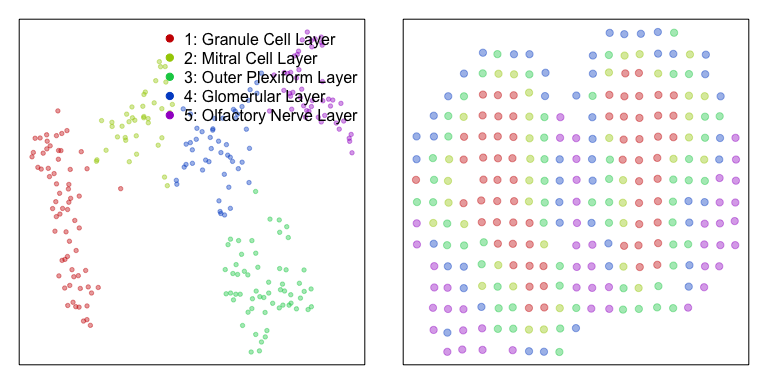 1: Granule Cell Layer
2: Mitral Cell Layer
3: Outer Plexiform Layer
4: Glomerular Layer
5: Olfactory Nerve Layer